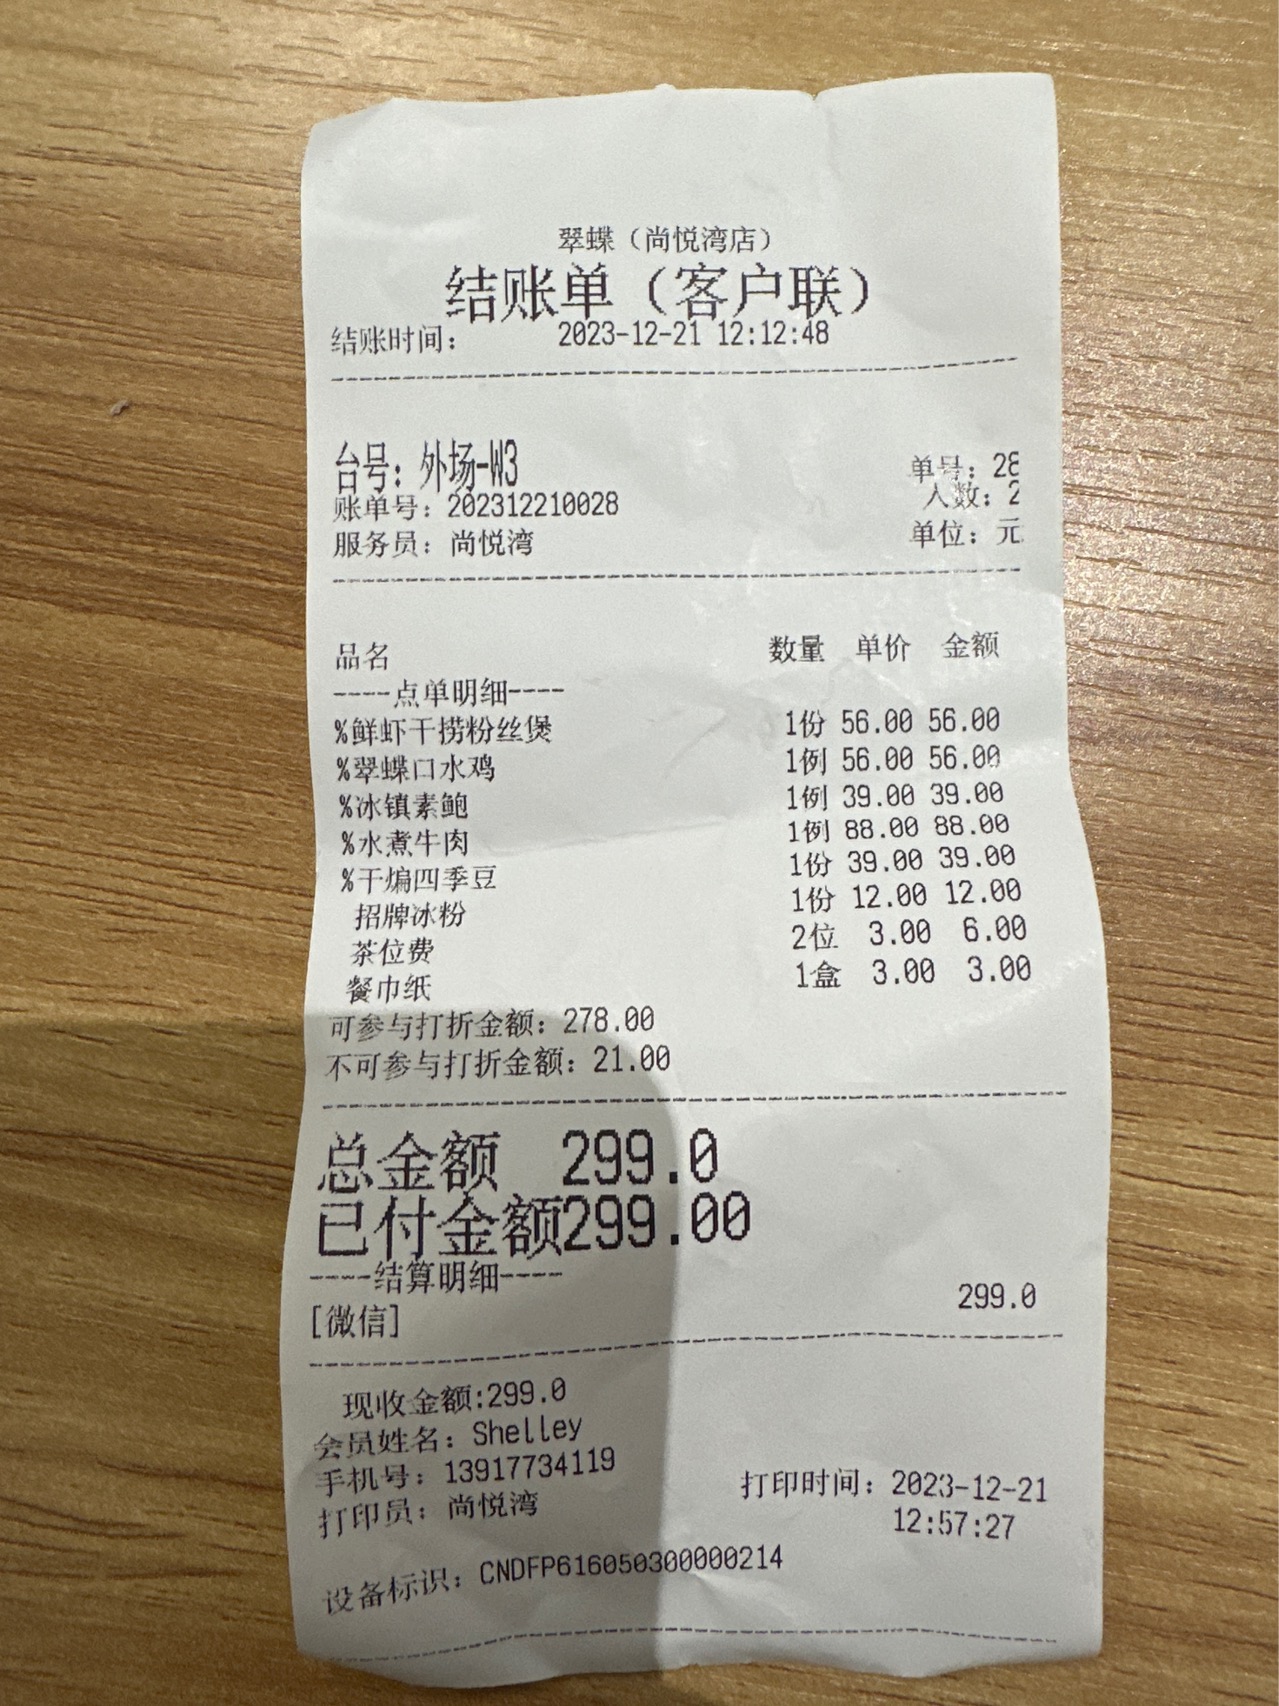 翠蝶（尚悦湾店）
结账单（客户联）
结账时间： 2023-12-21 12:12:48
台号：外场-W3 单号：28
账单号：202312210028 人数：2
服务员：尚悦湾 单位：元
品名 数量 单价 金额
----点单明细----
%鲜虾干捞粉丝煲 1份 56.00 56.00
%翠蝶口水鸡 1例 56.00 56.00
%冰镇素鲍 1例 39.00 39.00
%水煮牛肉 1例 88.00 88.00
%干煸四季豆 1份 39.00 39.00
招牌冰粉 1份 12.00 12.00
茶位费 2位 3.00 6.00
餐巾纸 1盒 3.00 3.00
可参与打折金额：278.00
不可参与打折金额：21.00
总金额 299.0
已付金额299.00
----结算明细----
[微信] 299.0
现收金额:299.0
会员姓名：Shelley
手机号：13917734119
打印员：尚悦湾 打印时间：2023-12-21
12:57:27
设备标识：CNDFP616050300000214